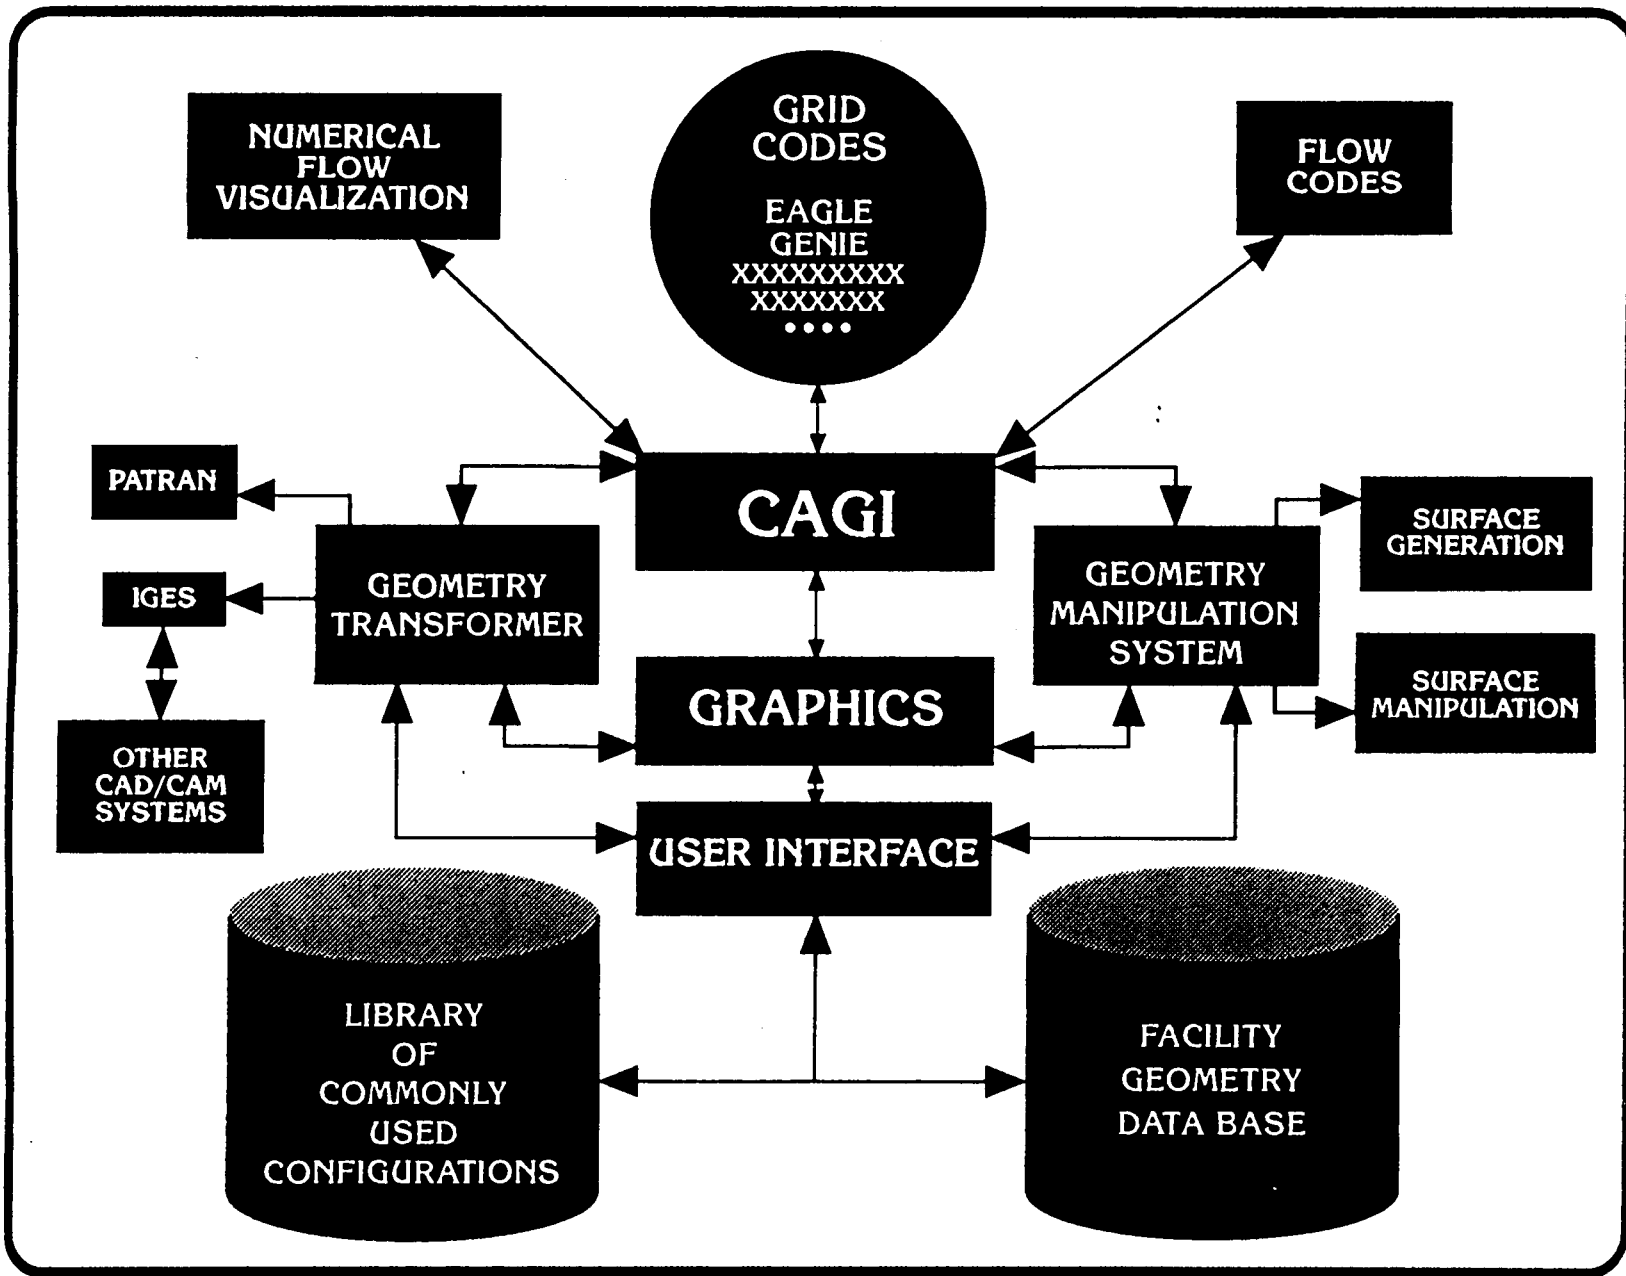 NUMERICAL
FLOW
VISUALIZATION
GRID
CODES
EAGLE
GENIE
XXXXXXXXX
XXXXXXX
••••
FLOW
CODES
PATRAN
IGES
OTHER
CAD/CAM
SYSTEMS
GEOMETRY
TRANSFORMER
CAGI
GRAPHICS
USER INTERFACE
GEOMETRY
MANIPULATION
SYSTEM
SURFACE
GENERATION
SURFACE
MANIPULATION
LIBRARY
OF
COMMONLY
USED
CONFIGURATIONS
FACILITY
GEOMETRY
DATA BASE